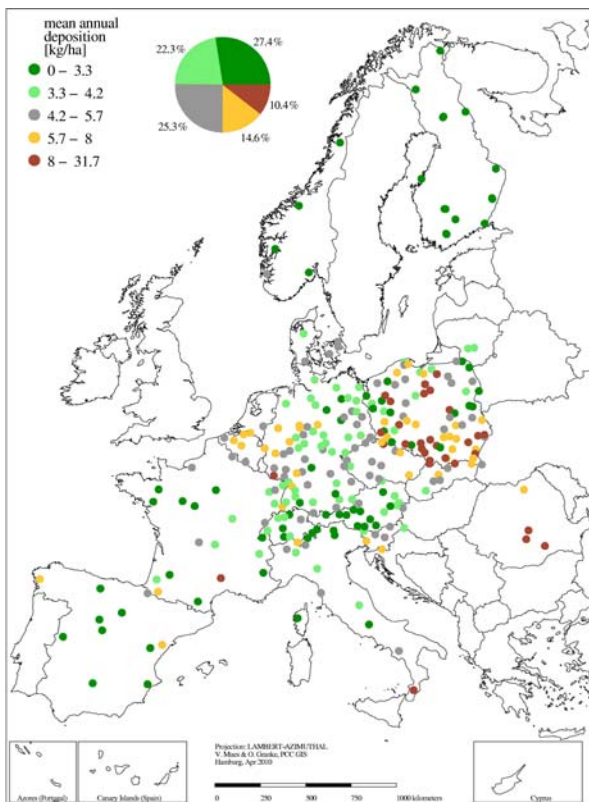 mean annual
deposition
[kg/ha]
0 – 3.3
3.3 – 4.2
4.2 – 5.7
5.7 – 8
8 – 31.7
22.3%
27.4%
10.4%
14.6%
25.3%
Projection: LAMBERT-AZIMUTHAL
V. Mues & O. Granke, PCC GIS
Hamburg, Apr 2010
0 250 500 750 1000 kilometers
Azores (Portugal)
Canary Islands (Spain)
Cyprus